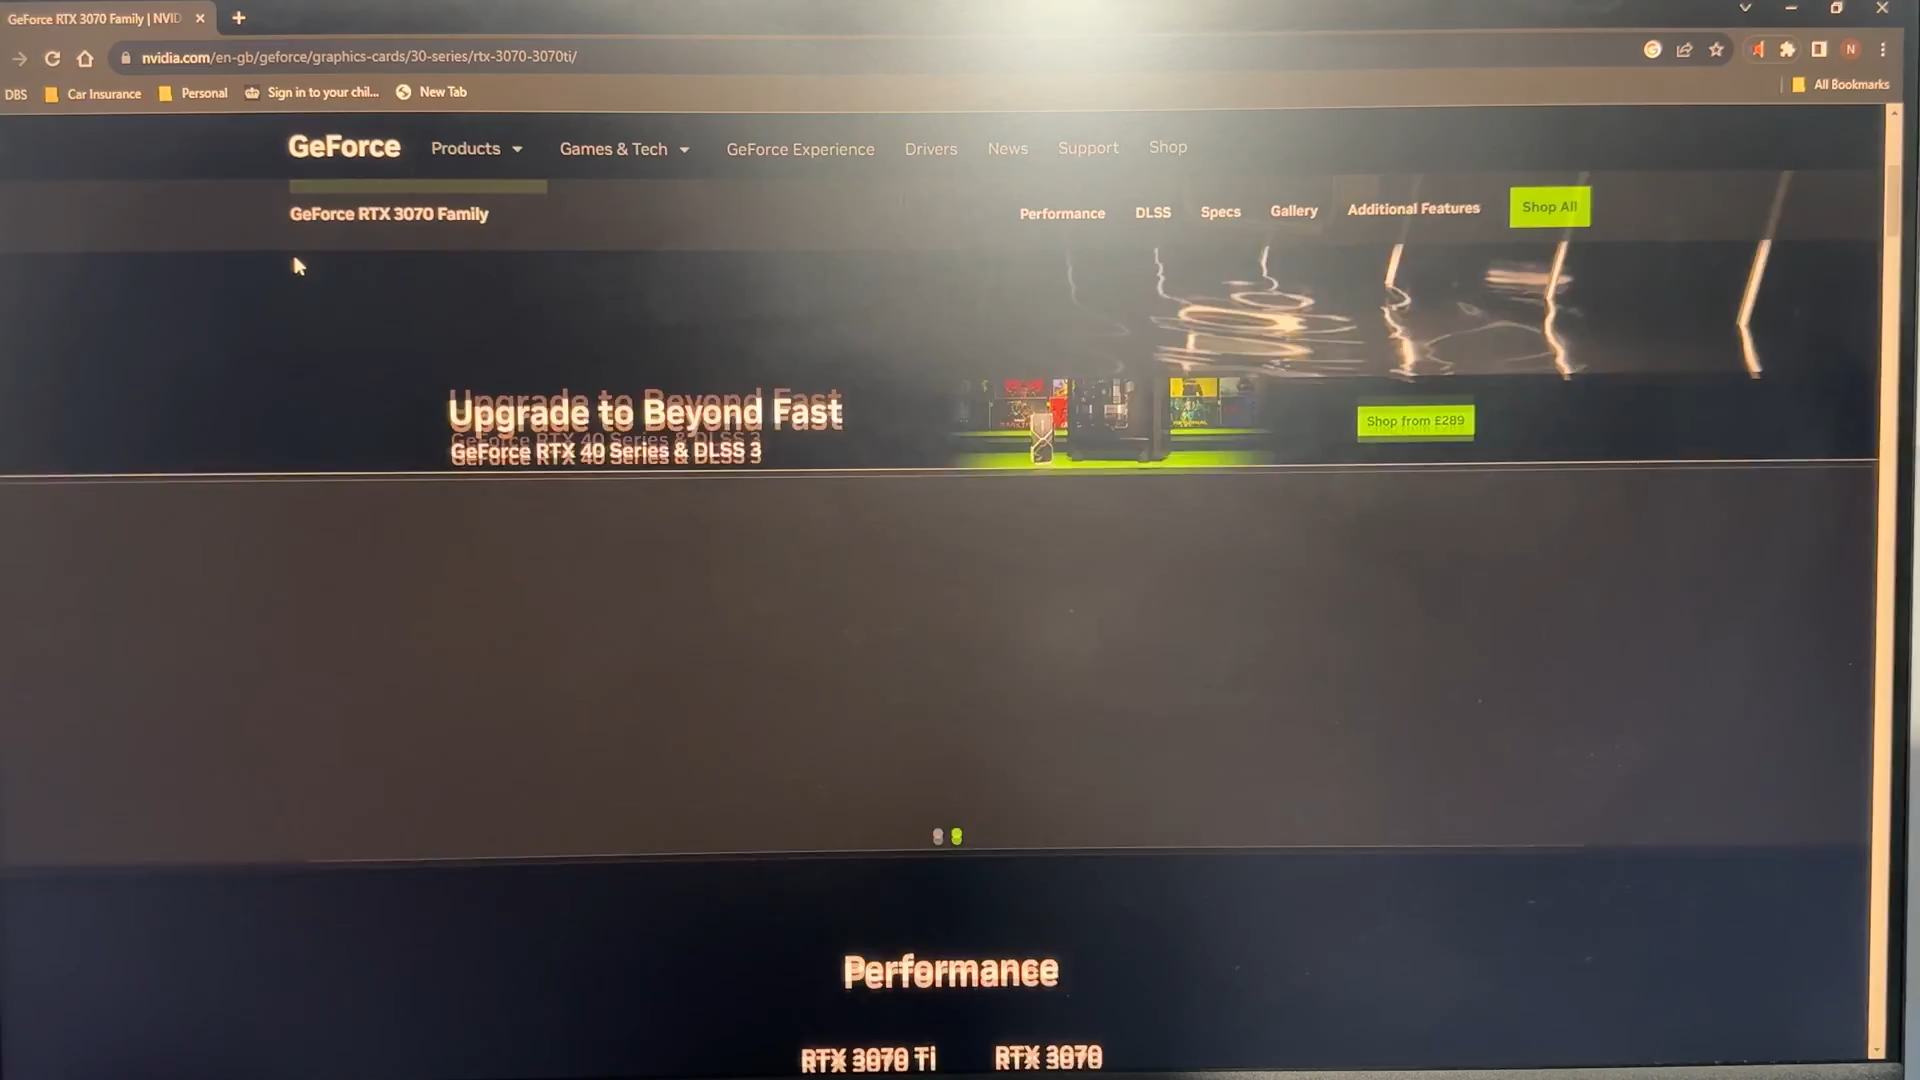 GeForce RTX 3070 Family | NVID
nvidia.com/en-gb/geforce/graphics-cards/30-series/rtx-3070-3070ti/
N
DBS Car Insurance Personal Sign in to your chil... New Tab All Bookmarks
GeForce Products Games & Tech GeForce Experience Drivers News Support Shop
GeForce RTX 3070 Family Performance DLSS Specs Gallery Additional Features Shop All
Upgrade to Beyond Fast
GeForce RTX 40 Series & DLSS 3
Shop from £289
Performance
RTX 3070 Ti RTX 3070